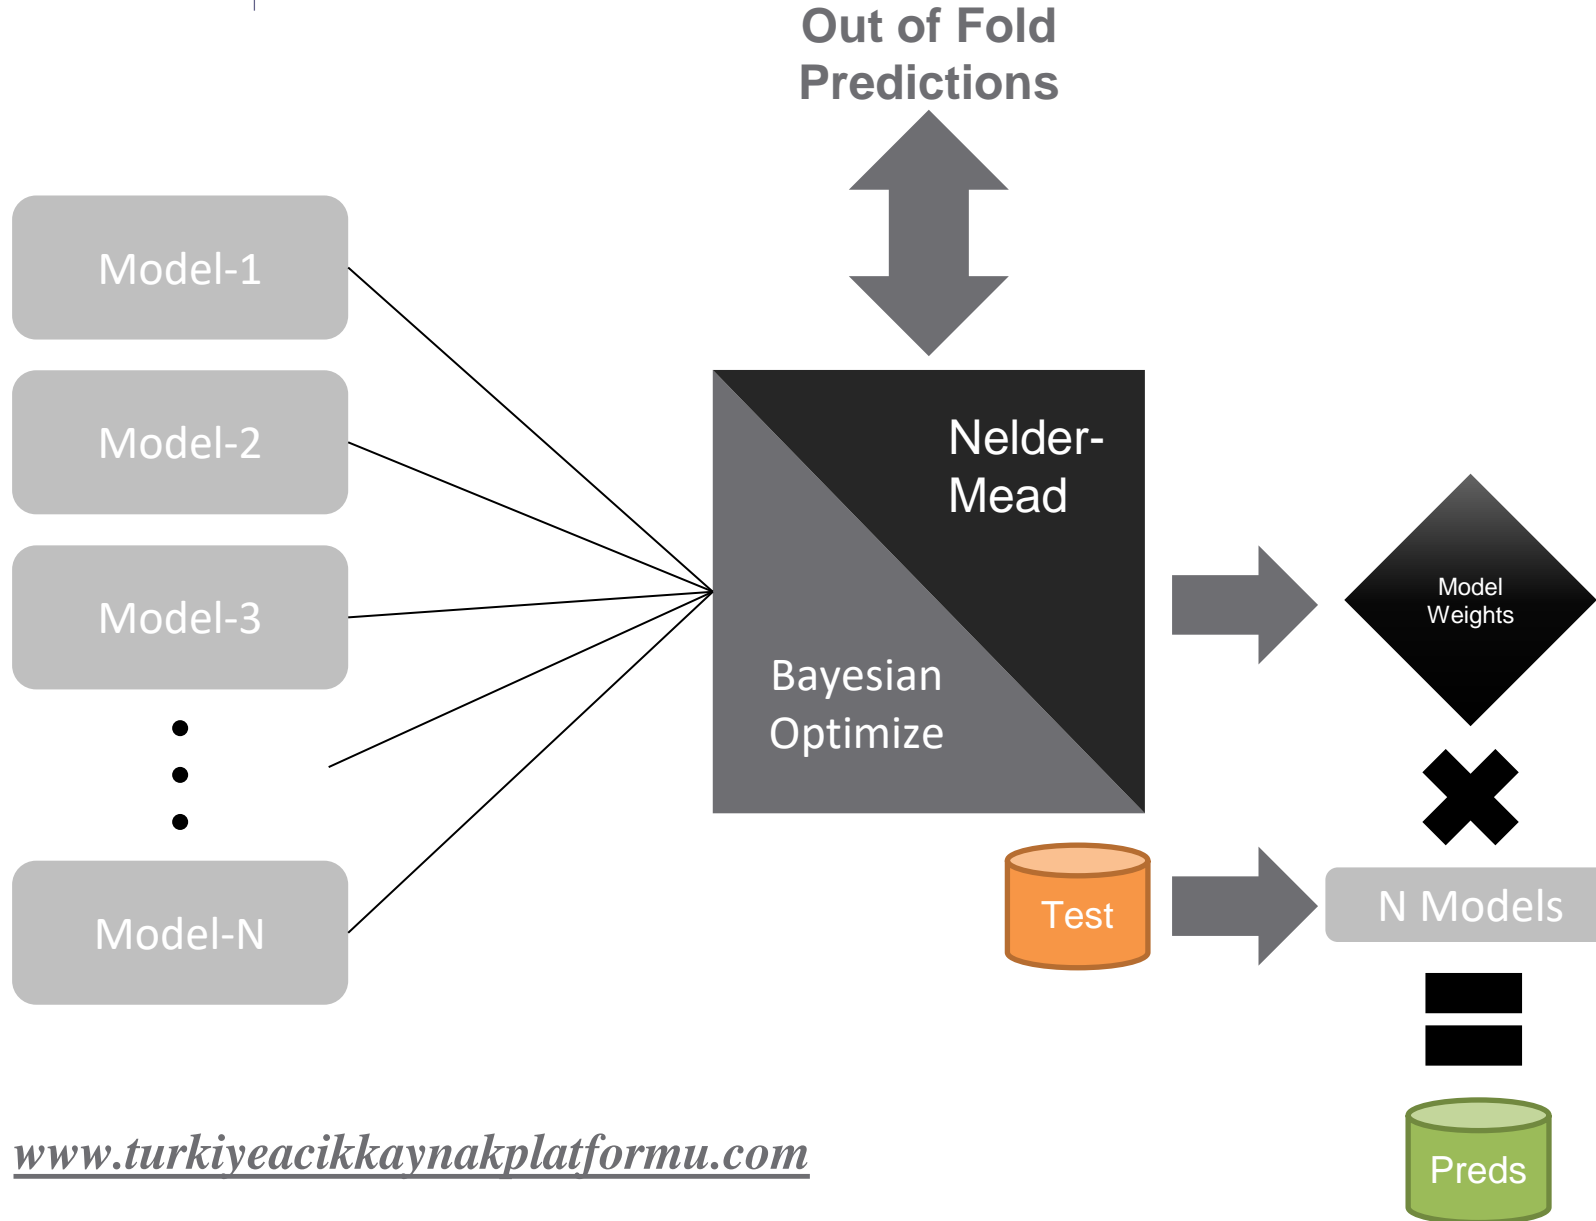 Out of Fold
Predictions
Model-1
Model-2
Model-3
Model-N
Nelder-
Mead
Bayesian
Optimize
Model
Weights
Test
N Models
Preds
www.turkiyeacikkaynakplatformu.com